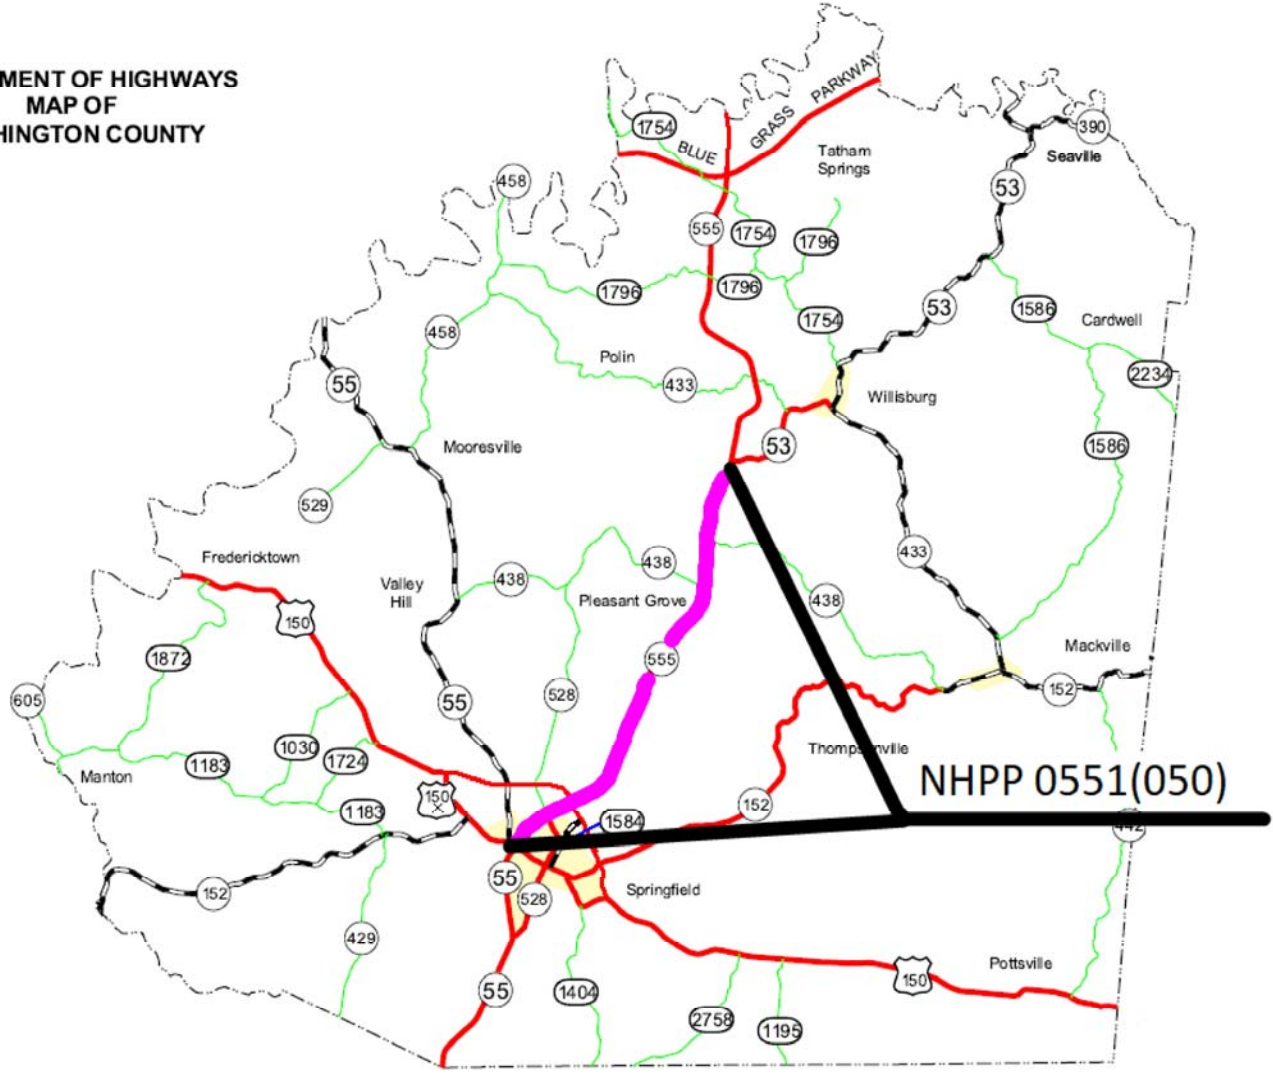 MENT OF HIGHWAYS
MAP OF
HINGTON COUNTY
BLUE GRASS PARKWAY
1754
390
Tatham
Springs
Seaville
458
53
555
1754
1796
1796
1796
53
1586
458
1754
Cardwell
Polin
433
2234
55
Willisburg
53
Mooresville
1586
529
433
Fredericktown
438
438
Valley
Hill
Pleasant Grove
438
150
1872
555
Mackville
605
55
528
152
1030
Thompsonville
1724
1183
Manton
NHPP 0551(050)
150
X
152
1183
1584
442
55
Springfield
152
528
429
Pottsville
150
55
1404
2758
1195